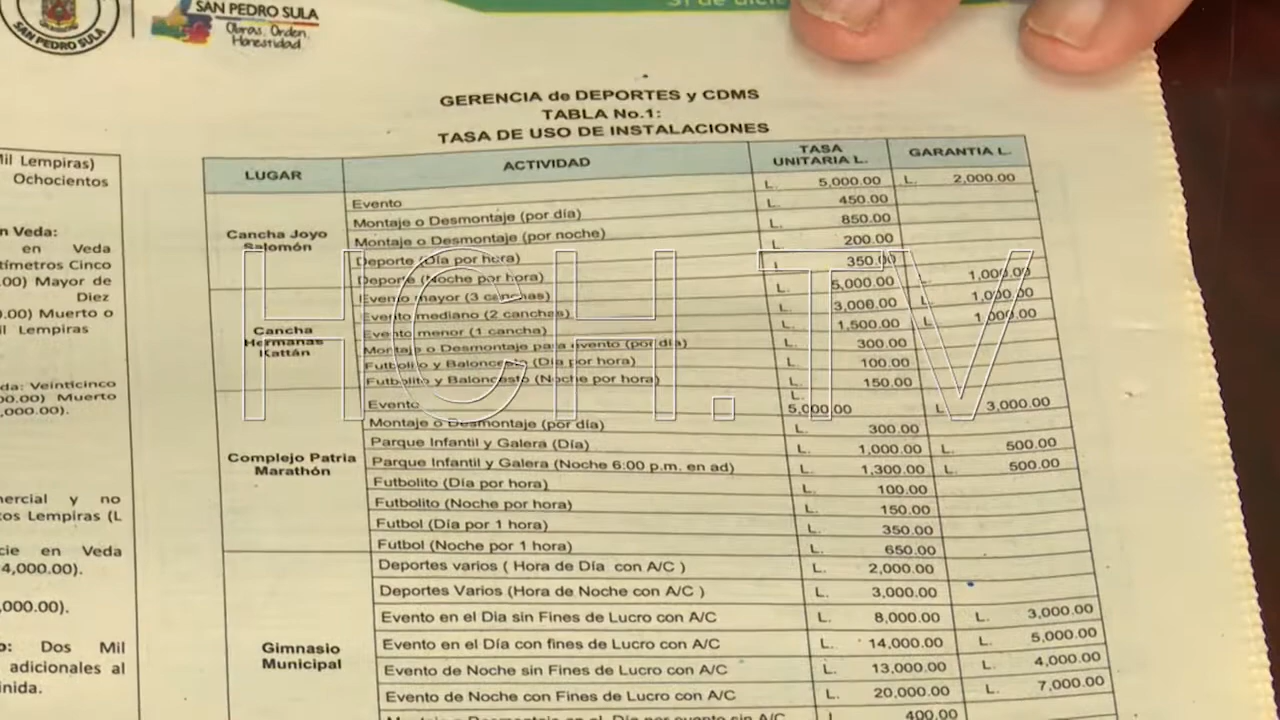 SAN PEDRO SULA
SAN PEDRO SULA
Obras, Orden,
Honestidad
GERENCIA de DEPORTES y CDMS
TABLA No.1:
TASA DE USO DE INSTALACIONES
LUGAR ACTIVIDAD TASA UNITARIA L. GARANTIA L.
Cancha Joyo Salomón
Evento L. 5,000.00 L. 2,000.00
Montaje o Desmontaje (por día) L. 450.00
Montaje o Desmontaje (por noche) L. 850.00
Deporte (Día por hora) L. 200.00
Deporte (Noche por hora) L. 350.00
Cancha Hermanas Kattán
Evento mayor (3 canchas) L. 5,000.00 L. 1,000.00
Evento mediano (2 canchas) L. 3,000.00 L. 1,000.00
Evento menor (1 cancha) L. 1,500.00 L. 1,000.00
Montaje o Desmontaje para evento (por día) L. 300.00
Futbolito y Baloncesto (Día por hora) L. 100.00
Futbolito y Baloncesto (Noche por hora) L. 150.00
Complejo Patria Marathón
Evento L. 5,000.00 L. 3,000.00
Montaje o Desmontaje (por día) L. 300.00
Parque Infantil y Galera (Día) L. 1,000.00 L. 500.00
Parque Infantil y Galera (Noche 6:00 p.m. en ad) L. 1,300.00 L. 500.00
Futbolito (Día por hora) L. 100.00
Futbolito (Noche por hora) L. 150.00
Futbol (Día por 1 hora) L. 350.00
Futbol (Noche por 1 hora) L. 650.00
Gimnasio Municipal
Deportes varios ( Hora de Día con A/C ) L. 2,000.00
Deportes Varios (Hora de Noche con A/C ) L. 3,000.00
Evento en el Dia sin Fines de Lucro con A/C L. 8,000.00 L. 3,000.00
Evento en el Día con fines de Lucro con A/C L. 14,000.00 L. 5,000.00
Evento de Noche sin Fines de Lucro con A/C L. 13,000.00 L. 4,000.00
Evento de Noche con Fines de Lucro con A/C L. 20,000.00 L. 7,000.00
400.00
HCH.TV
Lempiras)
Ochocientos
n Veda:
en Veda
tímetros Cinco
.00) Mayor de
Diez
0.00) Muerto o
il Lempiras
da: Veinticinco
00.00) Muerto
,000.00).
ercial y no
tos Lempiras (L
cie en Veda
4,000.00).
,000.00).
o: Dos Mil
adicionales al
inida.